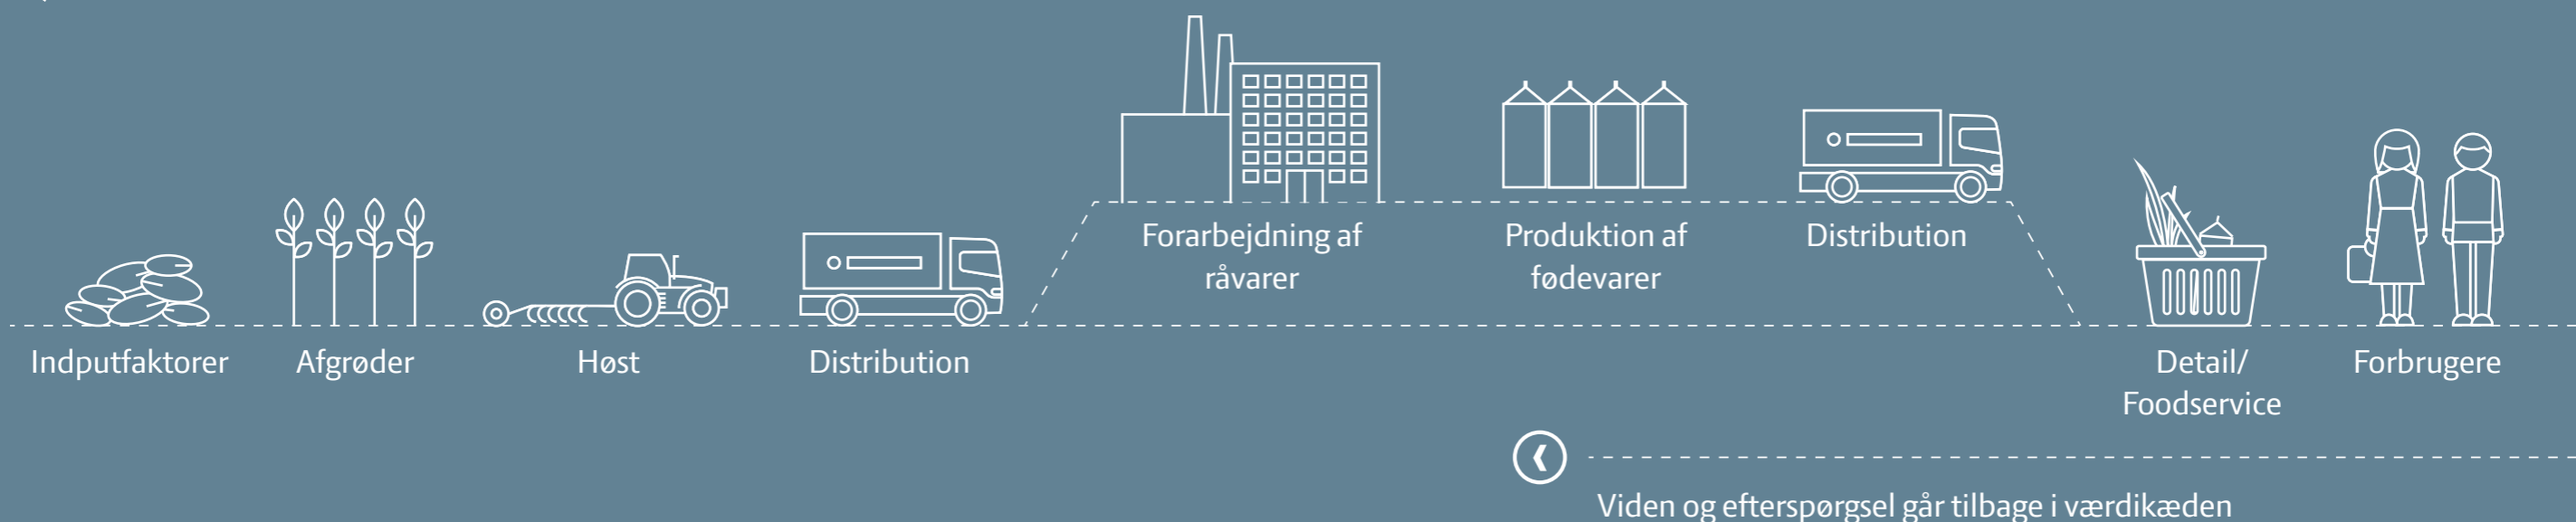 Indputfaktorer
Afgrøder
Høst
Distribution
Forarbejdning af
råvarer
Produktion af
fødevarer
Distribution
Detail/
Foodservice
Forbrugere
Viden og efterspørgsel går tilbage i værdikæden